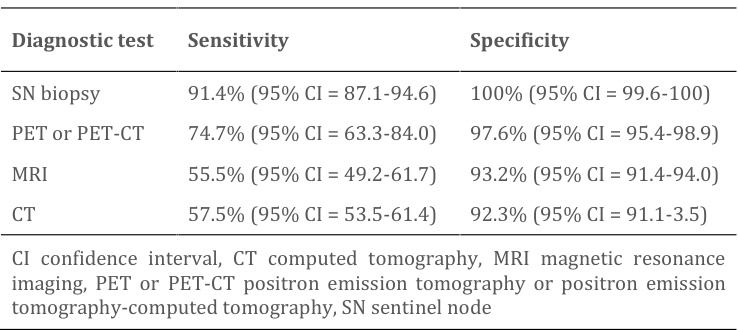 Diagnostic test Sensitivity Specificity
SN biopsy 91.4% (95% CI = 87.1-94.6) 100% (95% CI = 99.6-100)
PET or PET-CT 74.7% (95% CI = 63.3-84.0) 97.6% (95% CI = 95.4-98.9)
MRI 55.5% (95% CI = 49.2-61.7) 93.2% (95% CI = 91.4-94.0)
CT 57.5% (95% CI = 53.5-61.4) 92.3% (95% CI = 91.1-3.5)
CI confidence interval, CT computed tomography, MRI magnetic resonance
imaging, PET or PET-CT positron emission tomography or positron emission
tomography-computed tomography, SN sentinel node